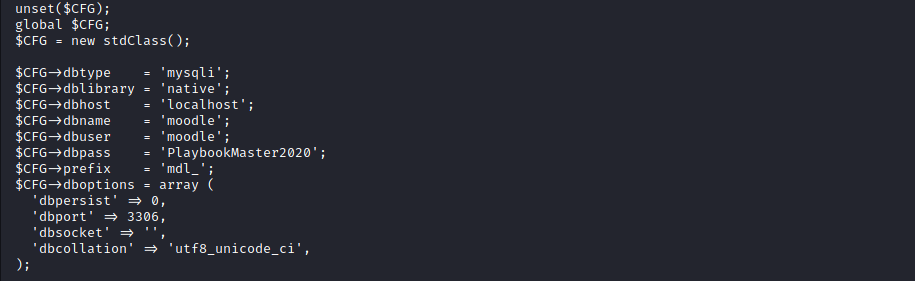 unset($CFG);
global $CFG;
$CFG = new stdClass();

$CFG->dbtype    = 'mysqli';
$CFG->dblibrary = 'native';
$CFG->dbhost    = 'localhost';
$CFG->dbname    = 'moodle';
$CFG->dbuser    = 'moodle';
$CFG->dbpass    = 'PlaybookMaster2020';
$CFG->prefix    = 'mdl_';
$CFG->dboptions = array (
  'dbpersist' => 0,
  'dbport' => 3306,
  'dbsocket' => '',
  'dbcollation' => 'utf8_unicode_ci',
);